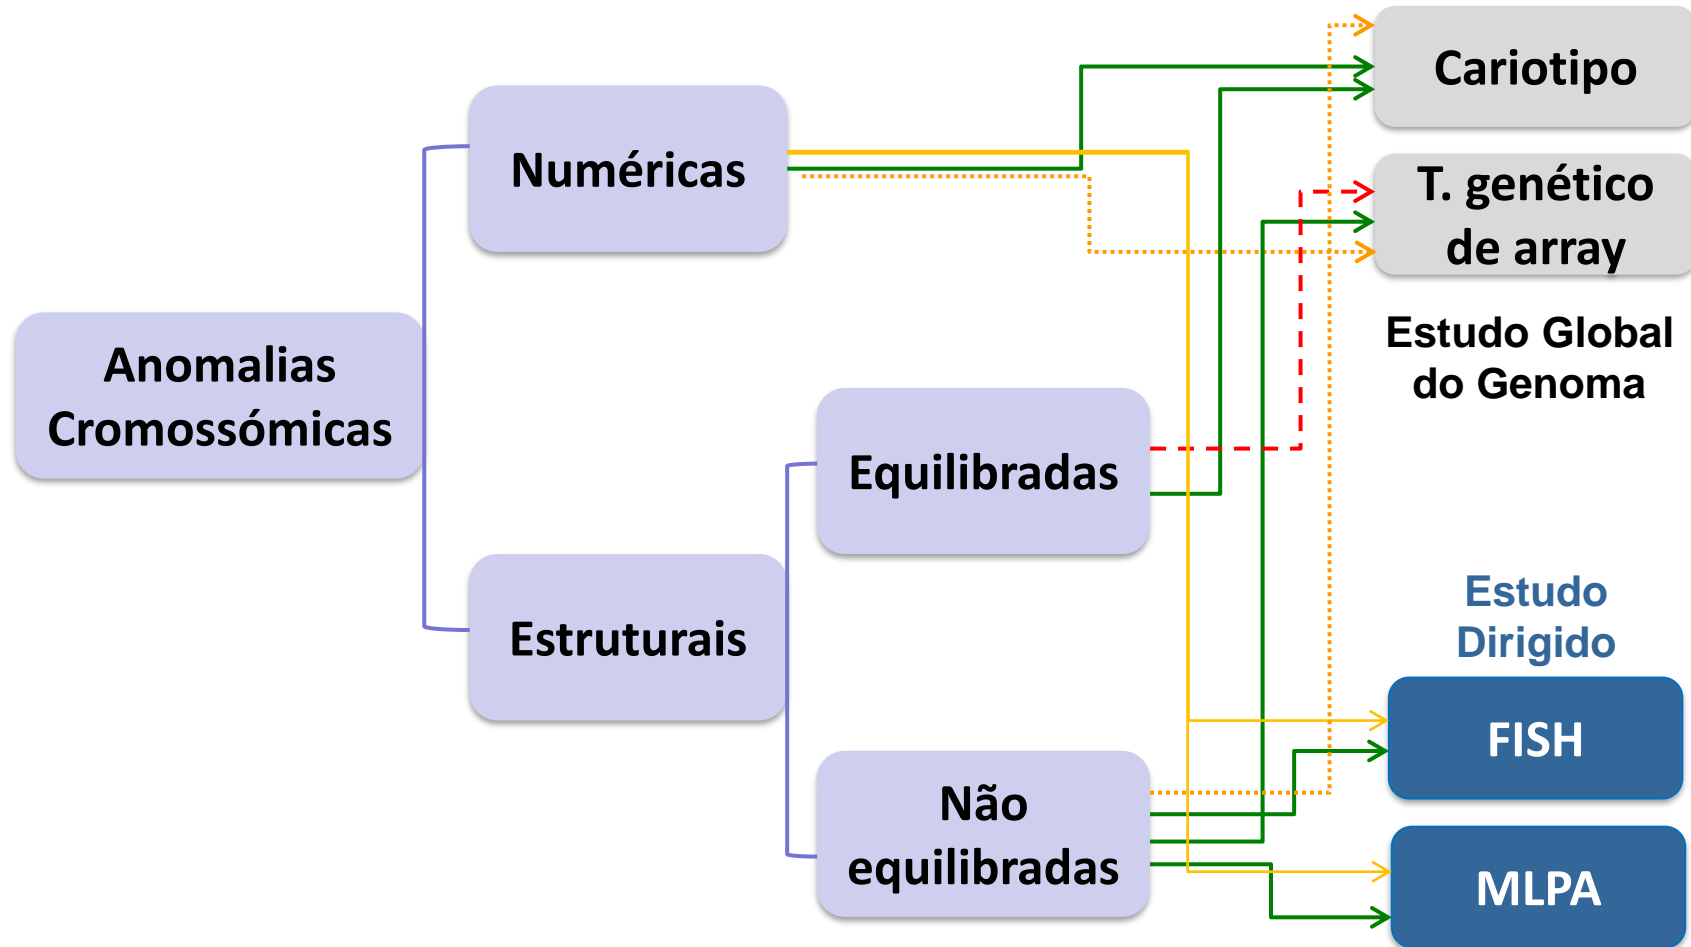 Anomalias
Cromossómicas
Numéricas
Estruturais
Equilibradas
Não
equilibradas
Cariotipo
T. genético
de array
Estudo Global
do Genoma
Estudo
Dirigido
FISH
MLPA